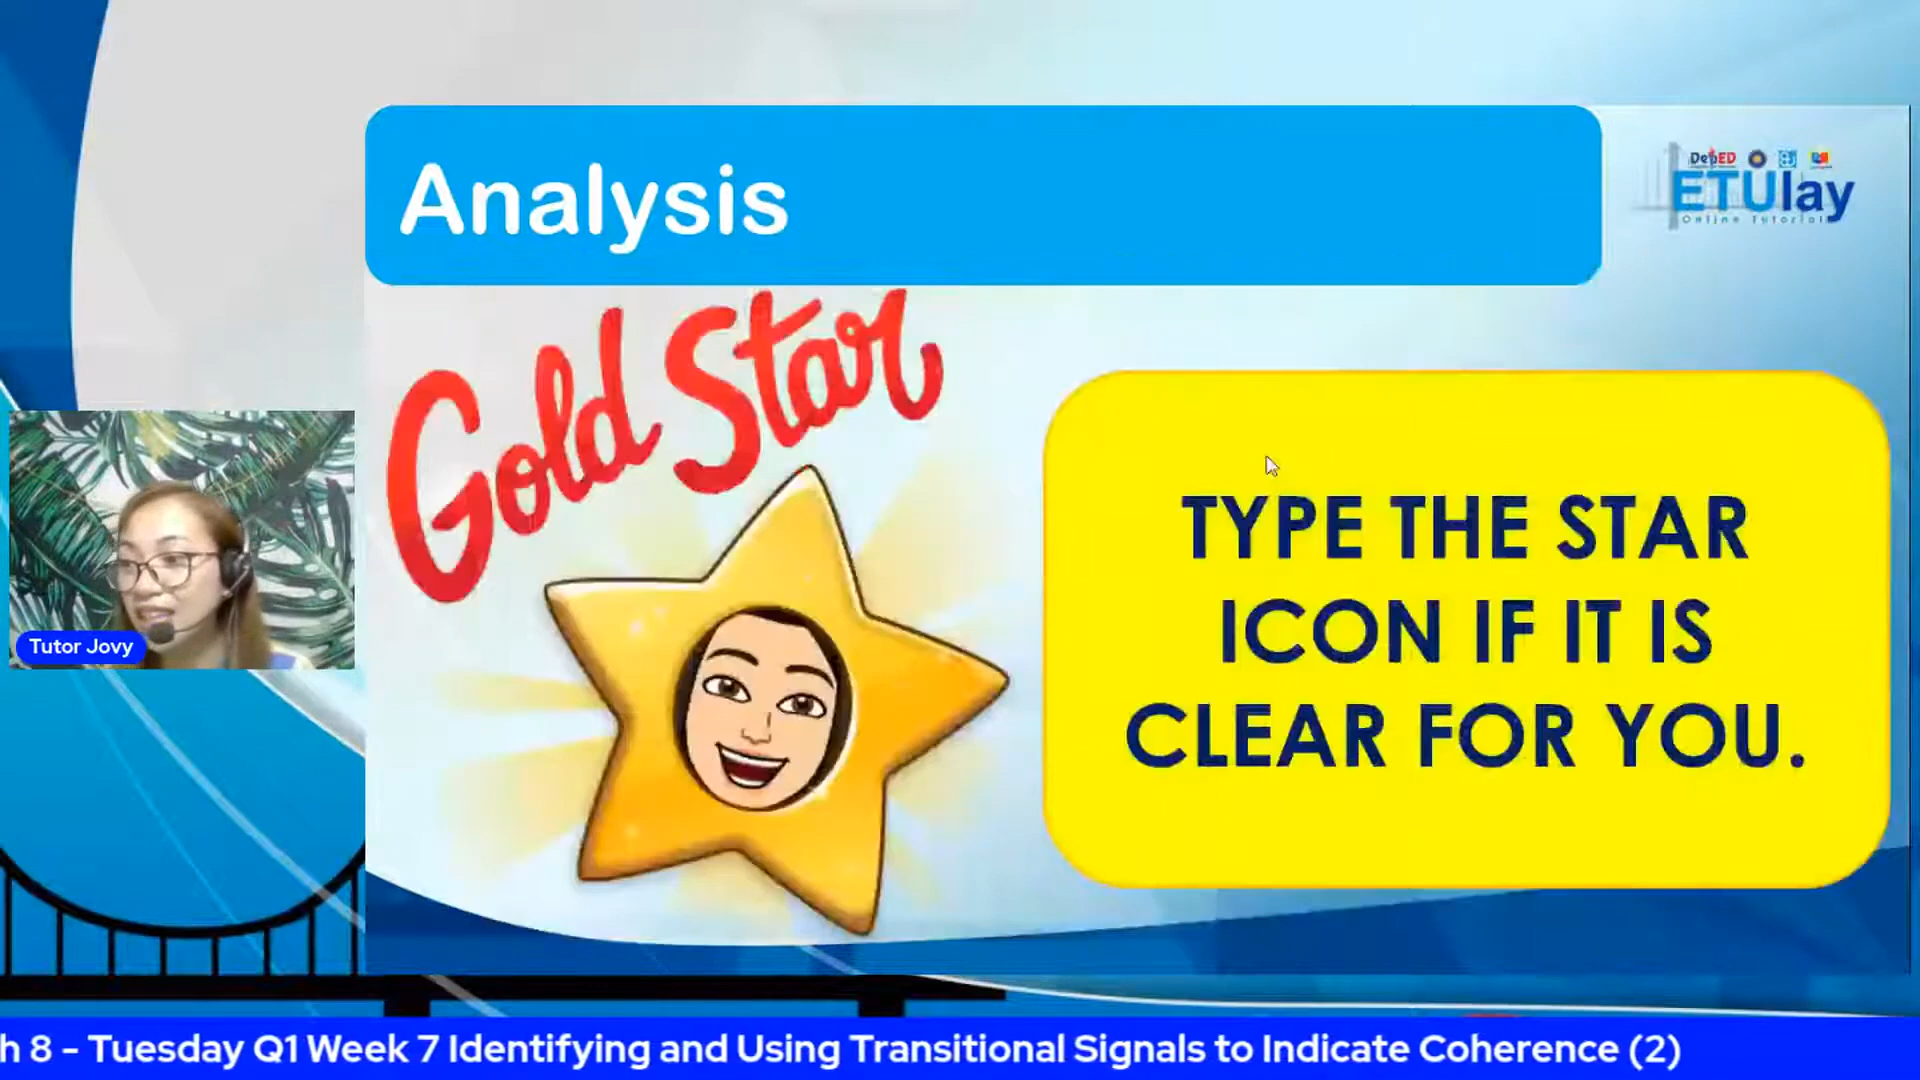 Analysis
DepED
ETUlay
Online Tutorial
Gold Star
TYPE THE STAR
ICON IF IT IS
CLEAR FOR YOU.
Tutor Jovy
h 8 - Tuesday Q1 Week 7 Identifying and Using Transitional Signals to Indicate Coherence (2)